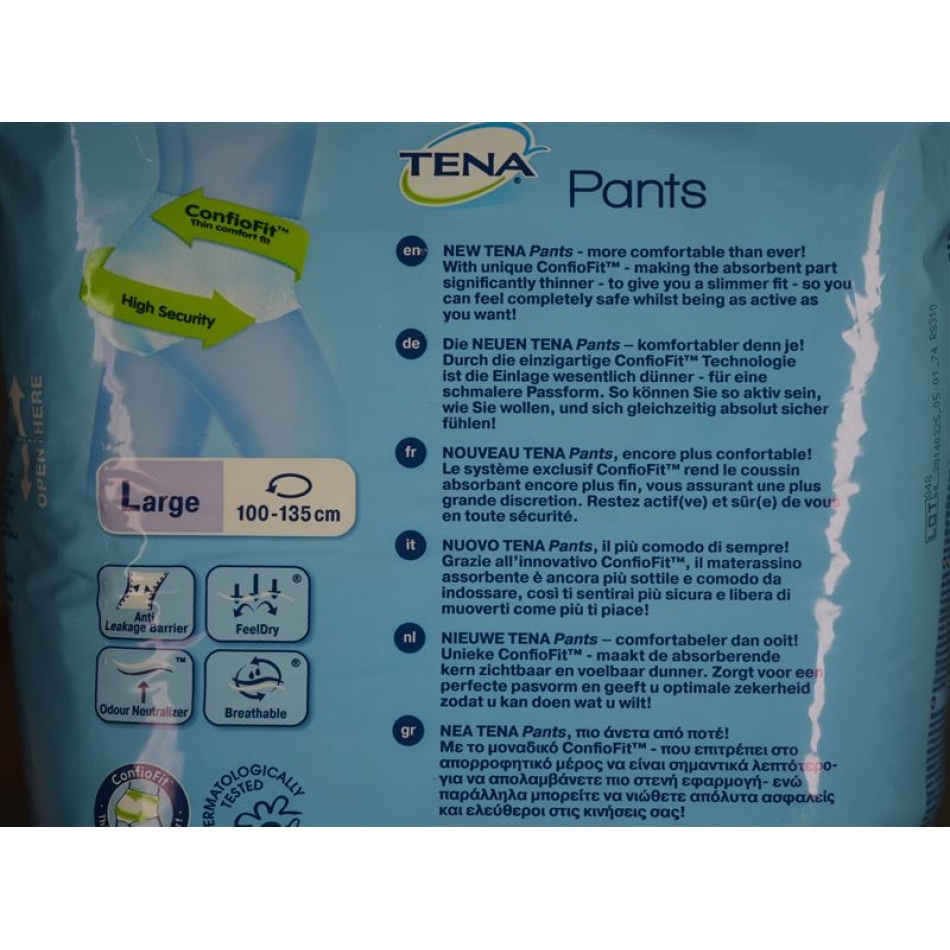 TENA®
Pants
ConfioFit™
Thin comfort fit
High Security
OPEN HERE
Large
100-135 cm
Anti
Leakage Barrier
FeelDry
®
Odour Neutralizer
™
Breathable
®
ConfioFit
DERMATOLOGICALLY
TESTED
en
NEW TENA Pants - more comfortable than ever!
With unique ConfioFit™ - making the absorbent part
significantly thinner - to give you a slimmer fit - so you
can feel completely safe whilst being as active as
you want!
de
Die NEUEN TENA Pants – komfortabler denn je!
Durch die einzigartige ConfioFit™ Technologie
ist die Einlage wesentlich dünner - für eine
schmalere Passform. So können Sie so aktiv sein,
wie Sie wollen, und sich gleichzeitig absolut sicher
fühlen!
fr
NOUVEAU TENA Pants, encore plus confortable!
Le système exclusif ConfioFit™ rend le coussin
absorbant encore plus fin, vous assurant une plus
grande discretion. Restez actif(ve) et sûr(e) de vous
en toute sécurité.
it
NUOVO TENA Pants, il più comodo di sempre!
Grazie all'innovativo ConfioFit™, il materassino
assorbente è ancora più sottile e comodo da
indossare, così ti sentirai più sicura e libera di
muoverti come più ti piace!
nl
NIEUWE TENA Pants – comfortabeler dan ooit!
Unieke ConfioFit™ - maakt de absorberende
kern zichtbaar en voelbaar dunner. Zorgt voor een
perfecte pasvorm en geeft u optimale zekerheid
zodat u kan doen wat u wilt!
gr
ΝΕΑ TENA Pants, πιο άνετα από ποτέ!
Με το μοναδικό ConfioFit™ - που επιτρέπει στο
απορροφητικό μέρος να είναι σημαντικά λεπτότερο-
για να απολαμβάνετε πιο στενή εφαρμογή- ενώ
παράλληλα μπορείτε να νιώθετε απόλυτα ασφαλείς
και ελεύθεροι στις κινήσεις σας!
LOT